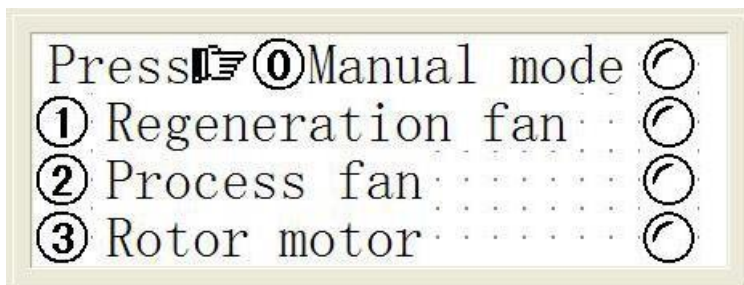 Press☞⓪Manual mode
① Regeneration fan
② Process fan
③ Rotor motor